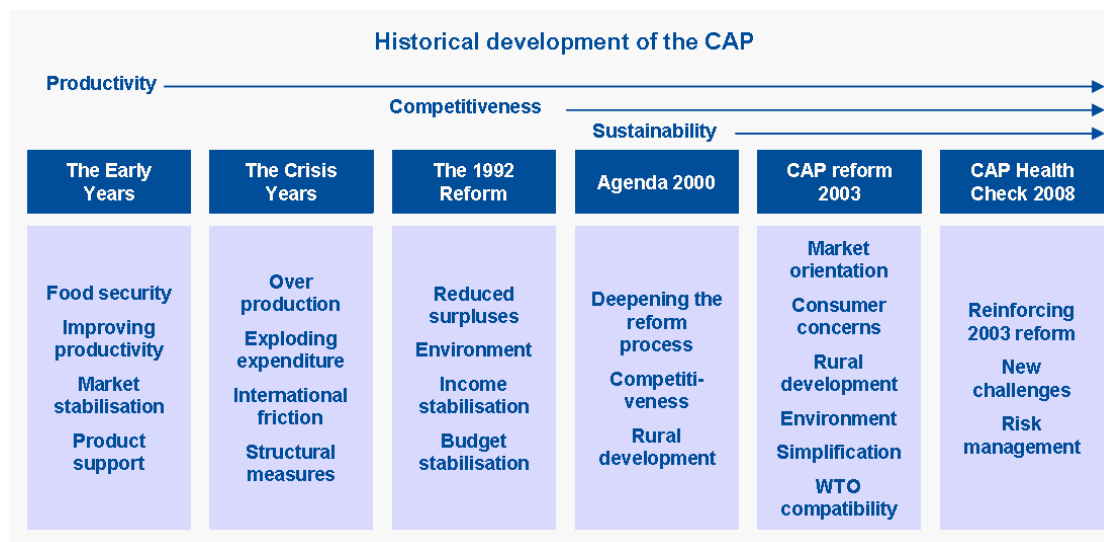 Historical development of the CAP
Productivity
Competitiveness
Sustainability
The Early
Years
Food security
Improving
productivity
Market
stabilisation
Product
support
The Crisis
Years
Over
production
Exploding
expenditure
International
friction
Structural
measures
The 1992
Reform
Reduced
surpluses
Environment
Income
stabilisation
Budget
stabilisation
Agenda 2000
Deepening the
reform
process
Competiti-
veness
Rural
development
CAP reform
2003
Market
orientation
Consumer
concerns
Rural
development
Environment
Simplification
WTO
compatibility
CAP Health
Check 2008
Reinforcing
2003 reform
New
challenges
Risk
management